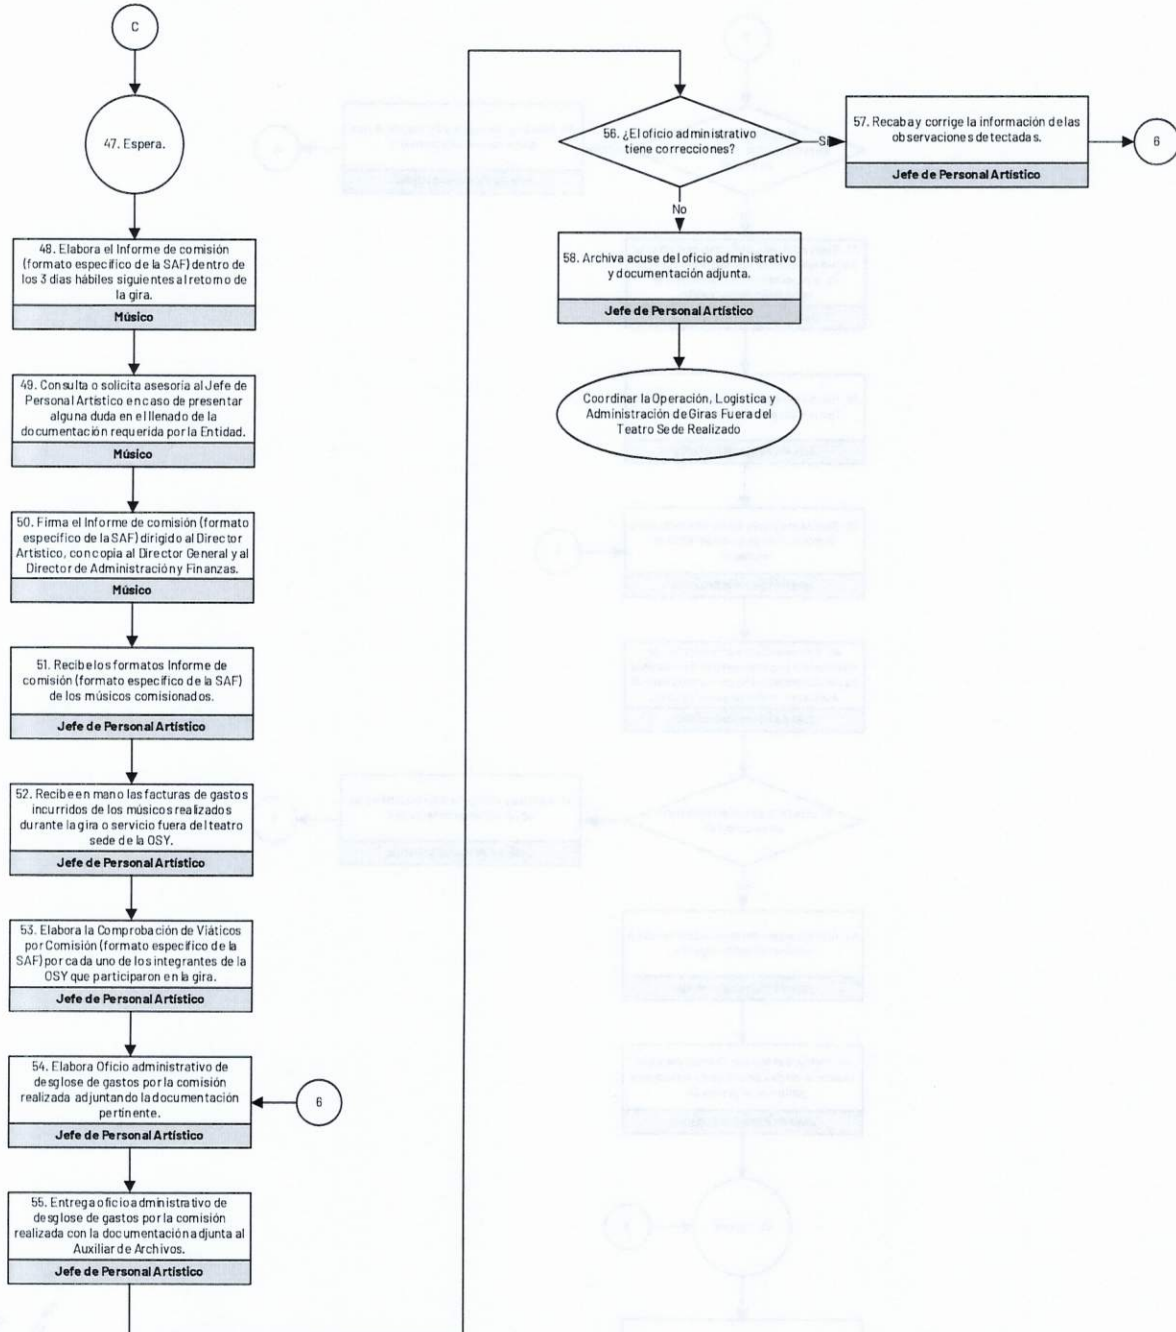 C
47. Espera.
48. Elabora el Informe de comisión
(formato específico de la SAF) dentro de
los 3 días hábiles siguientes al retorno de
la gira.
Músico
49. Consulta o solicita asesoría al Jefe de
Personal Artístico en caso de presentar
alguna duda en el llenado de la
documentación requerida por la Entidad.
Músico
50. Firma el Informe de comisión (formato
específico de la SAF) dirigido al Director
Artístico, con copia al Director General y al
Director de Administración y Finanzas.
Músico
51. Recibe los formatos Informe de
comisión (formato específico de la SAF)
de los músicos comisionados.
Jefe de Personal Artístico
52. Recibe en mano las facturas de gastos
incurridos de los músicos realizados
durante la gira o servicio fuera del teatro
sede de la OSY.
Jefe de Personal Artístico
53. Elabora la Comprobación de Viáticos
por Comisión (formato específico de la
SAF) por cada uno de los integrantes de la
OSY que participaron en la gira.
Jefe de Personal Artístico
54. Elabora Oficio administrativo de
desglose de gastos por la comisión
realizada adjuntando la documentación
pertinente.
Jefe de Personal Artístico
6
55. Entrega oficio administrativo de
desglose de gastos por la comisión
realizada con la documentación adjunta al
Auxiliar de Archivos.
Jefe de Personal Artístico
56. ¿El oficio administrativo
tiene correcciones?
Sí
57. Recaba y corrige la información de las
observaciones detectadas.
Jefe de Personal Artístico
6
No
58. Archiva acuse del oficio administrativo
y documentación adjunta.
Jefe de Personal Artístico
Coordinar la Operación, Logística y
Administración de Giras Fuera del
Teatro Sede Realizado